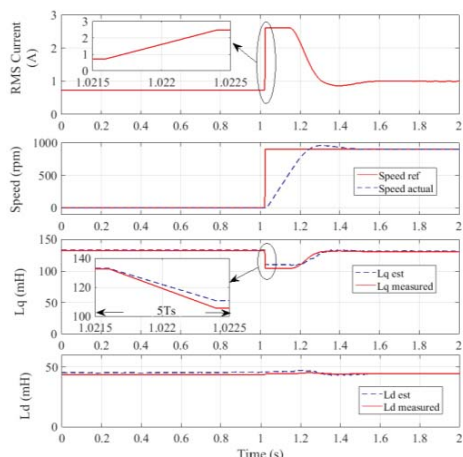 3
2
1
0
RMS Current
(A)
3
2
1
0
1.0215 1.022 1.0225
0 0.2 0.4 0.6 0.8 1 1.2 1.4 1.6 1.8 2
1000
500
0
Speed (rpm)
Speed ref
Speed actual
0 0.2 0.4 0.6 0.8 1 1.2 1.4 1.6 1.8 2
150
100
50
0
Lq (mH)
140
120
100
1.0215 1.022 1.0225
5Ts
Lq est
Lq measured
0 0.2 0.4 0.6 0.8 1 1.2 1.4 1.6 1.8 2
50
0
Ld (mH)
Ld est
Ld measured
0 0.2 0.4 0.6 0.8 1 1.2 1.4 1.6 1.8 2
Time (s)